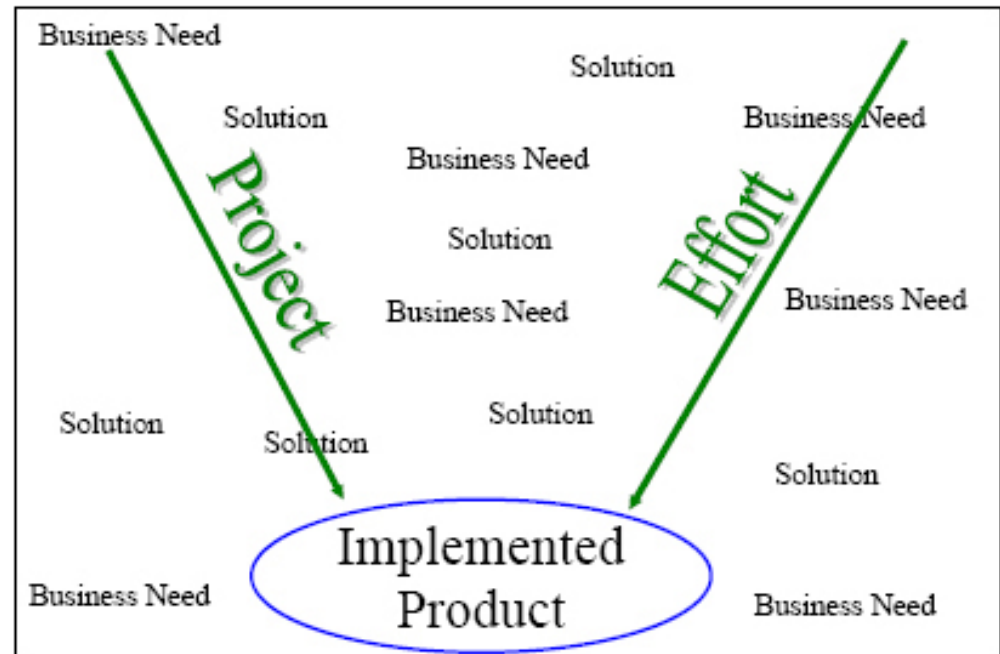 Business Need
Solution
Solution
Business Need
Business Need
Project
Effort
Solution
Business Need
Business Need
Solution
Solution
Solution
Solution
Implemented
Product
Business Need
Business Need